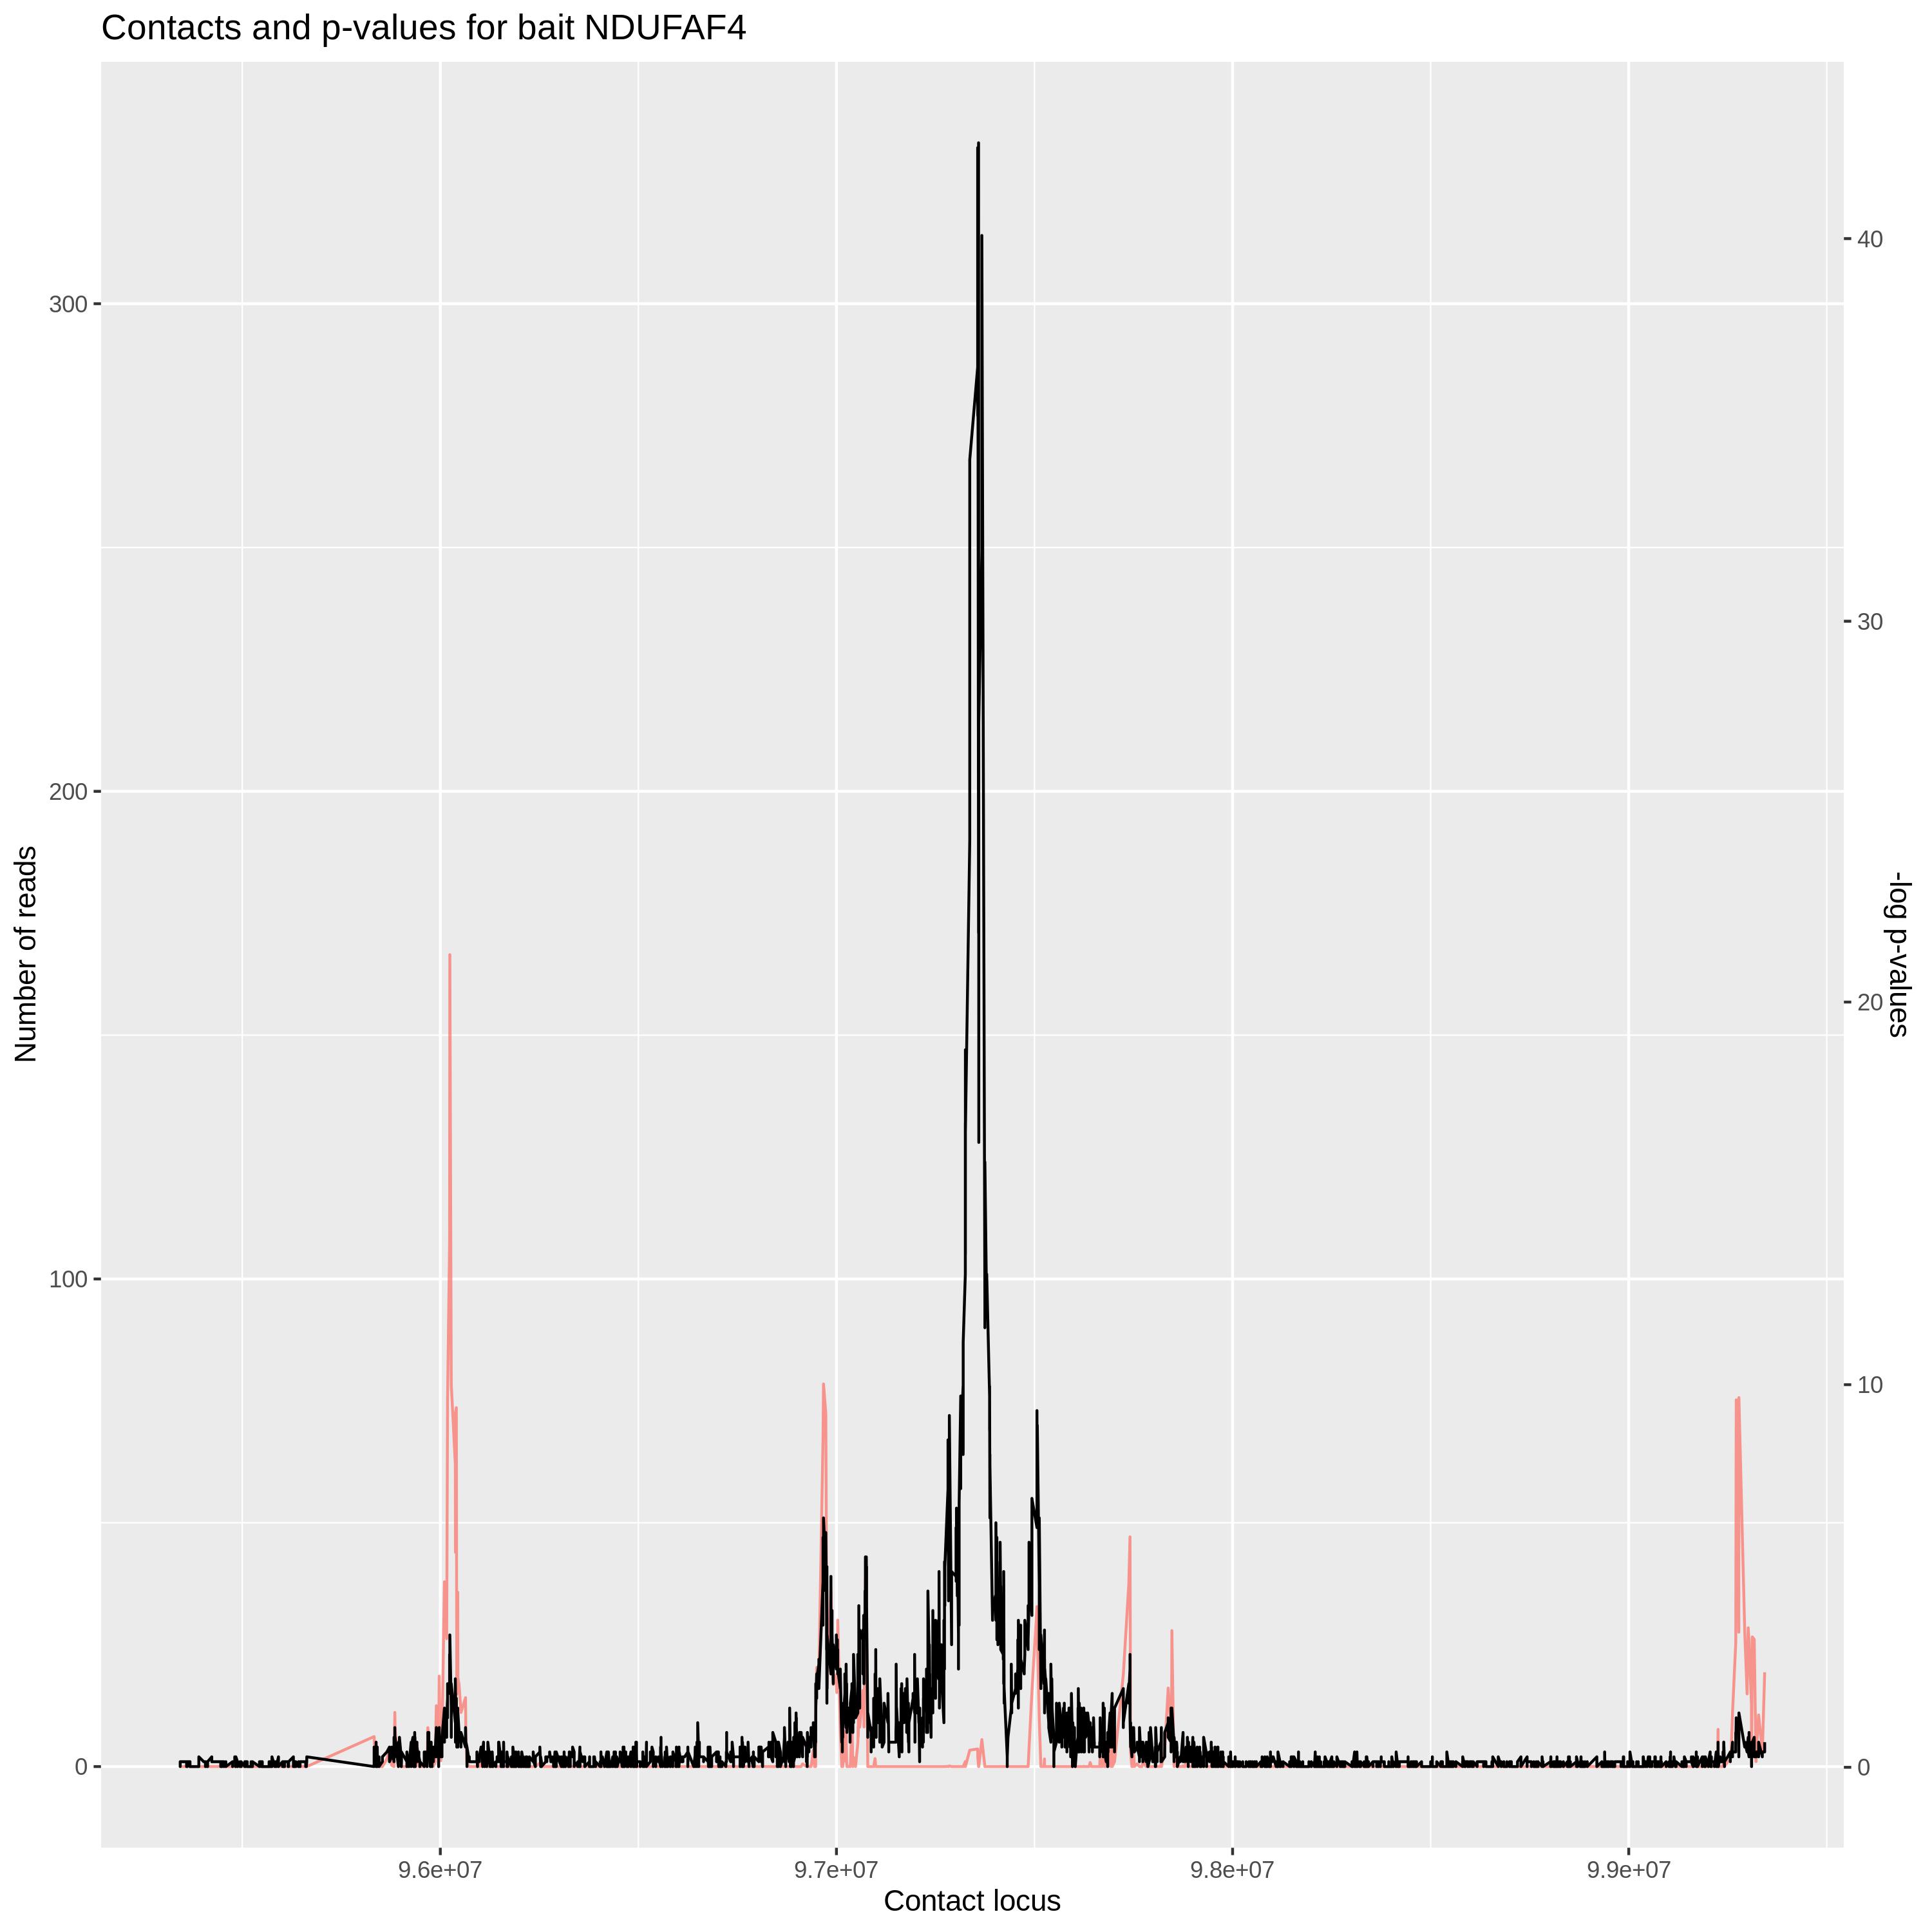 Contacts and p-values for bait NDUFAF4
Number of reads
300
200
100
0
40
30
20
10
0
-log p-values
9.6e+07
9.7e+07
9.8e+07
9.9e+07
Contact locus